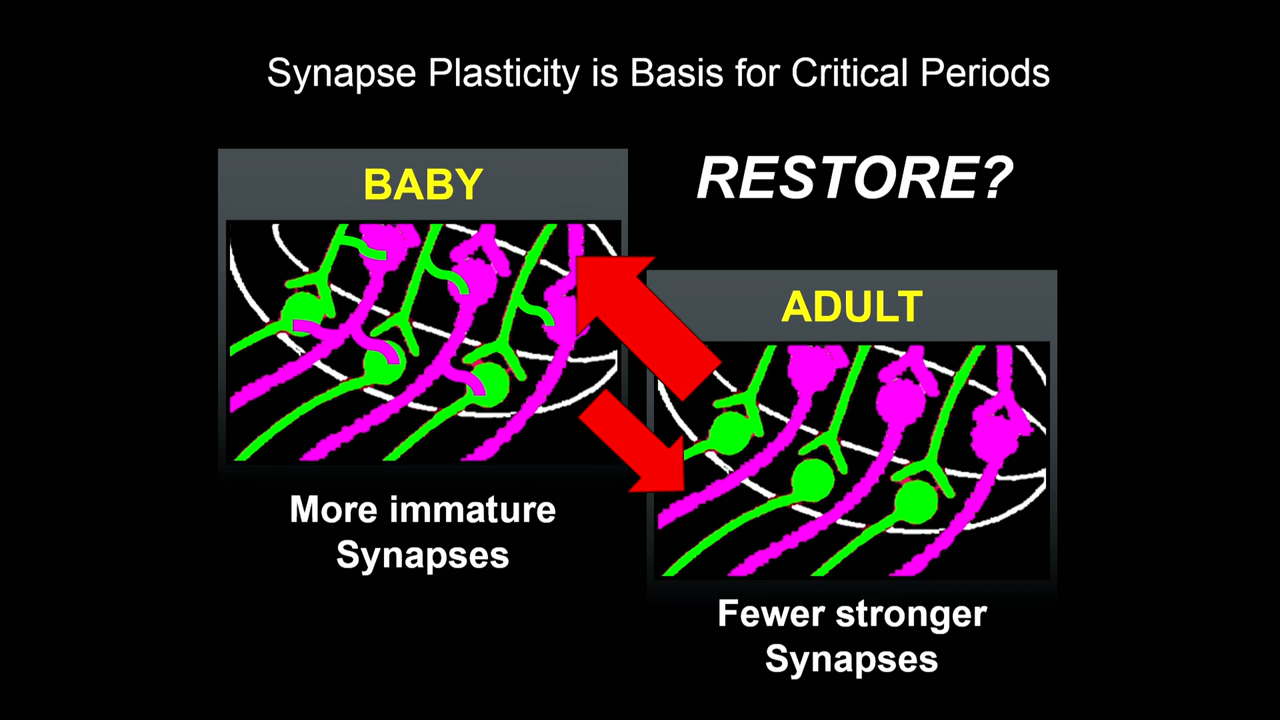 Synapse Plasticity is Basis for Critical Periods
BABY
RESTORE?
ADULT
More immature
Synapses
Fewer stronger
Synapses